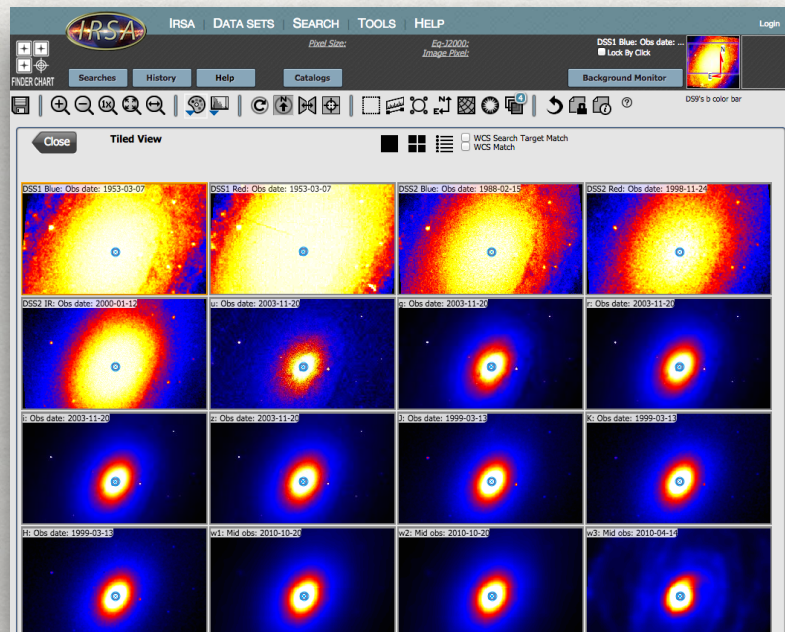 IRSA
IRSA DATA SETS SEARCH TOOLS HELP
Login
Pixel Size:
Eq-J2000:
Image Pixel:
DSS1 Blue: Obs date: ...
Lock By Click
N
E
FINDER CHART
Searches
History
Help
Catalogs
Background Monitor
1x
N
4
DS9's b color bar
Close
Tiled View
WCS Search Target Match
WCS Match
DSS1 Blue: Obs date: 1953-03-07
DSS1 Red: Obs date: 1953-03-07
DSS2 Blue: Obs date: 1988-02-15
DSS2 Red: Obs date: 1998-11-24
DSS2 IR: Obs date: 2000-01-12
u: Obs date: 2003-11-20
g: Obs date: 2003-11-20
r: Obs date: 2003-11-20
i: Obs date: 2003-11-20
z: Obs date: 2003-11-20
J: Obs date: 1999-03-13
K: Obs date: 1999-03-13
H: Obs date: 1999-03-13
w1: Mid obs: 2010-10-20
w2: Mid obs: 2010-10-20
w3: Mid obs: 2010-04-14